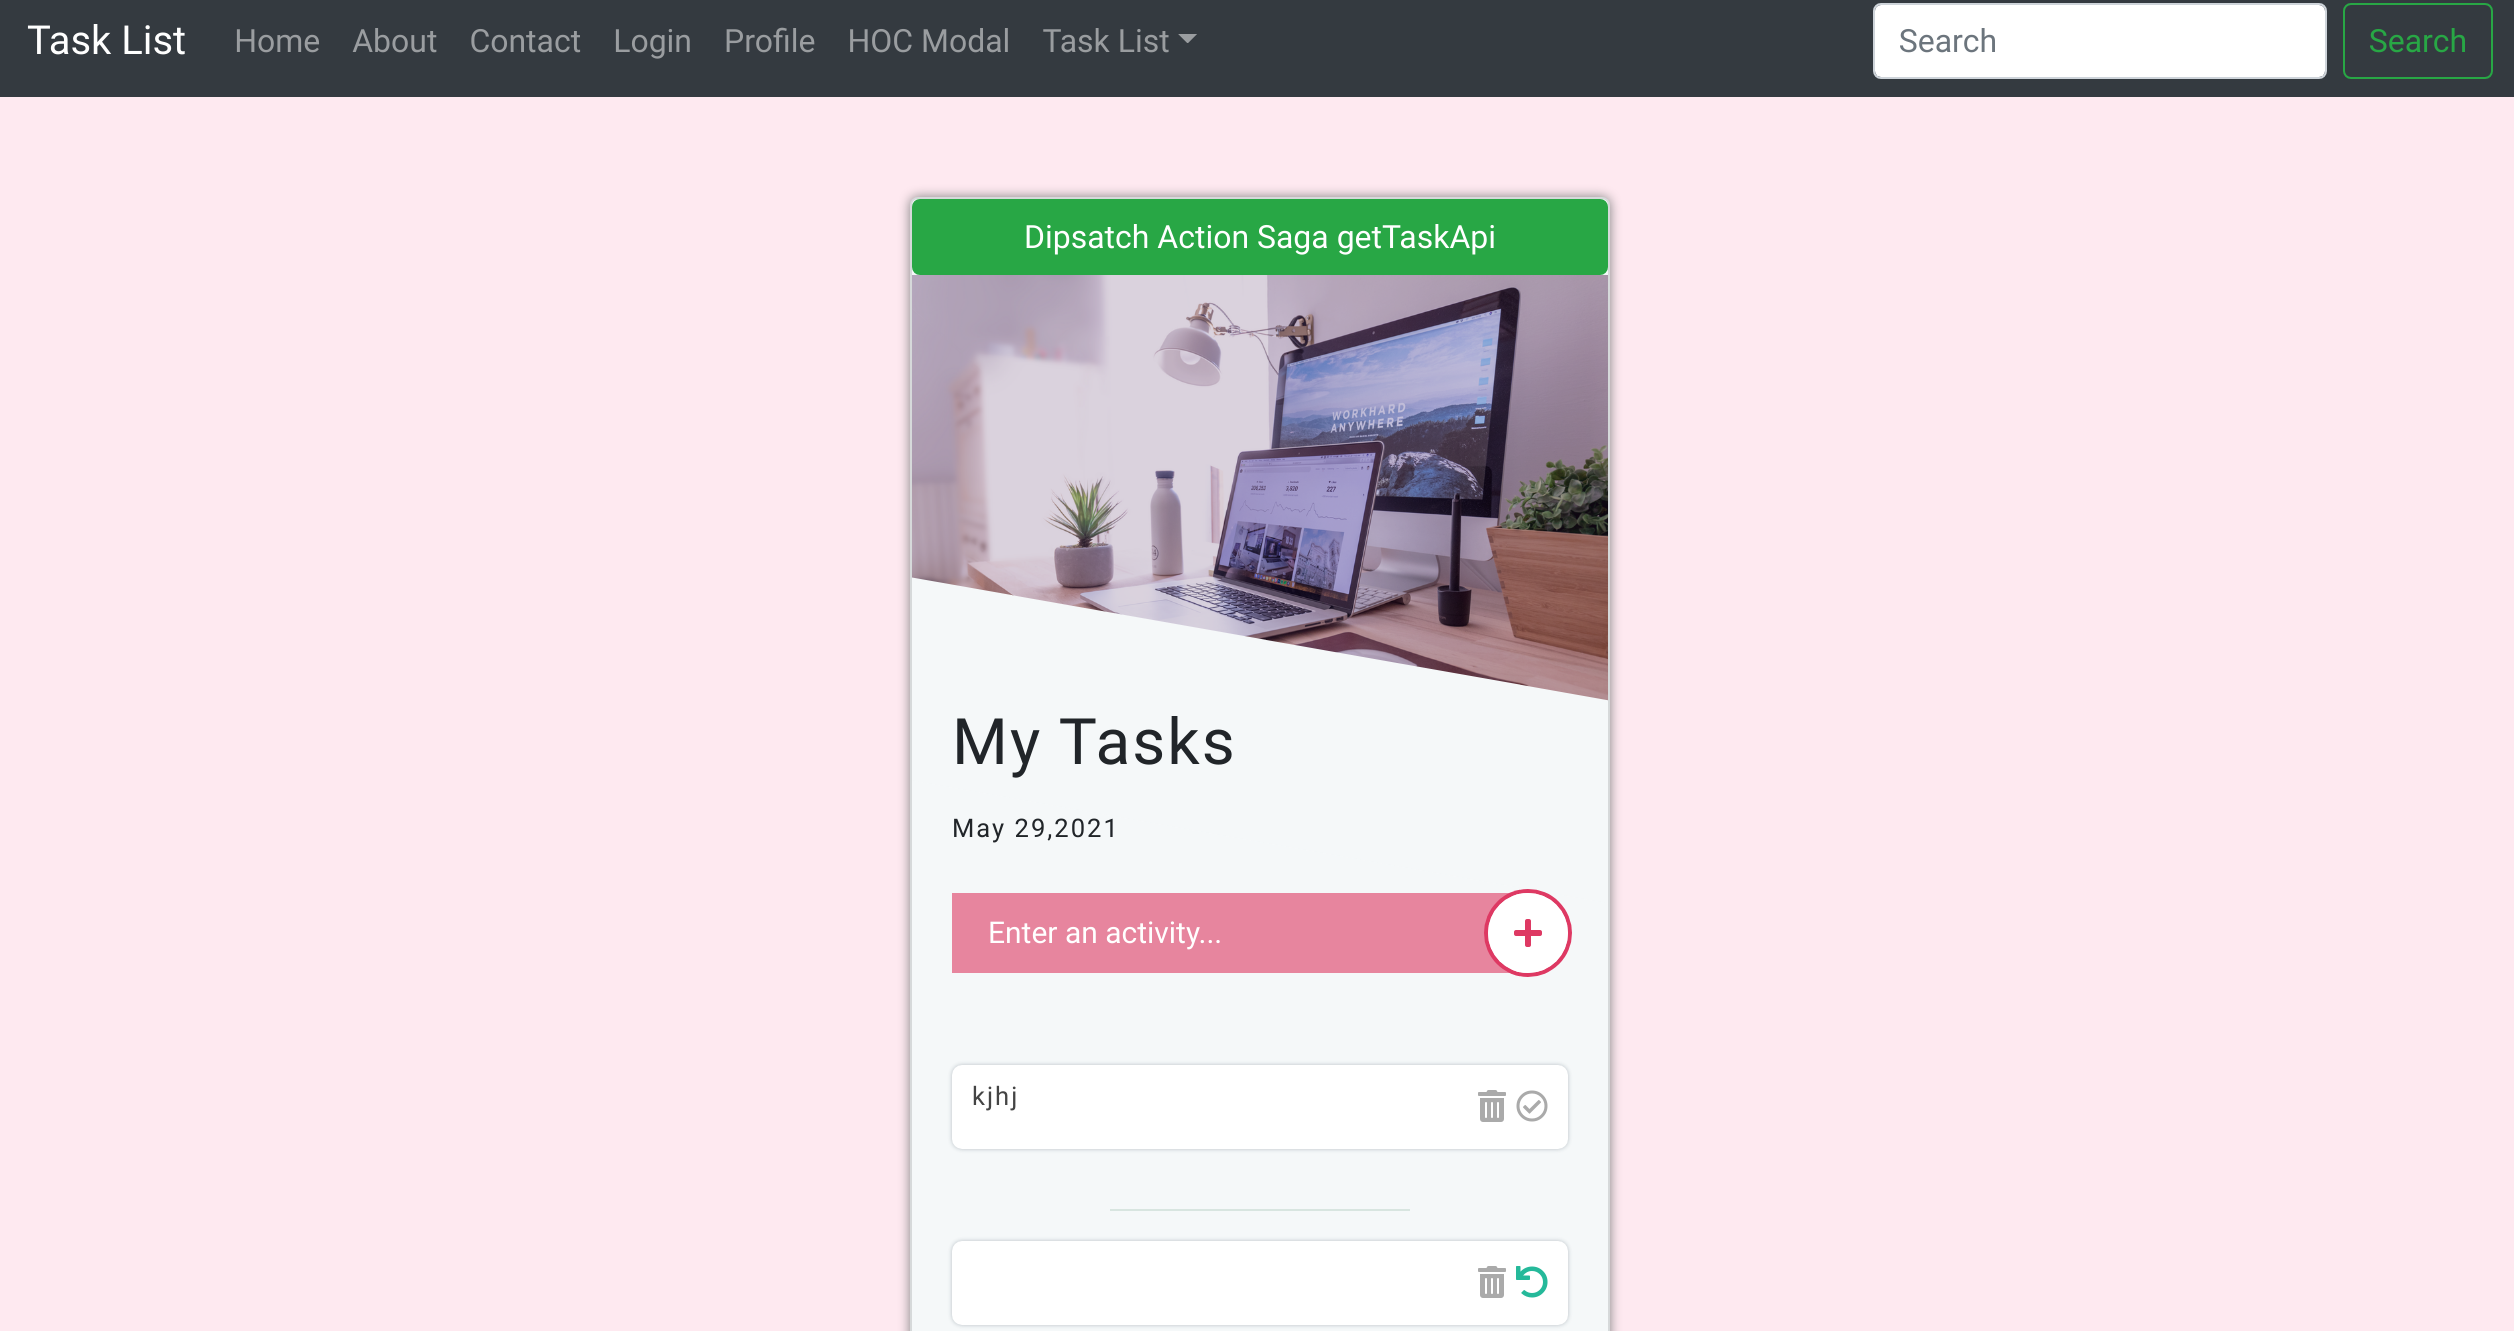 Task List Home About Contact Login Profile HOC Modal Task List Search Search
Dipsatch Action Saga getTaskApi
WORKHARD
ANYWHERE
My Tasks
May 29,2021
Enter an activity...
kjhj